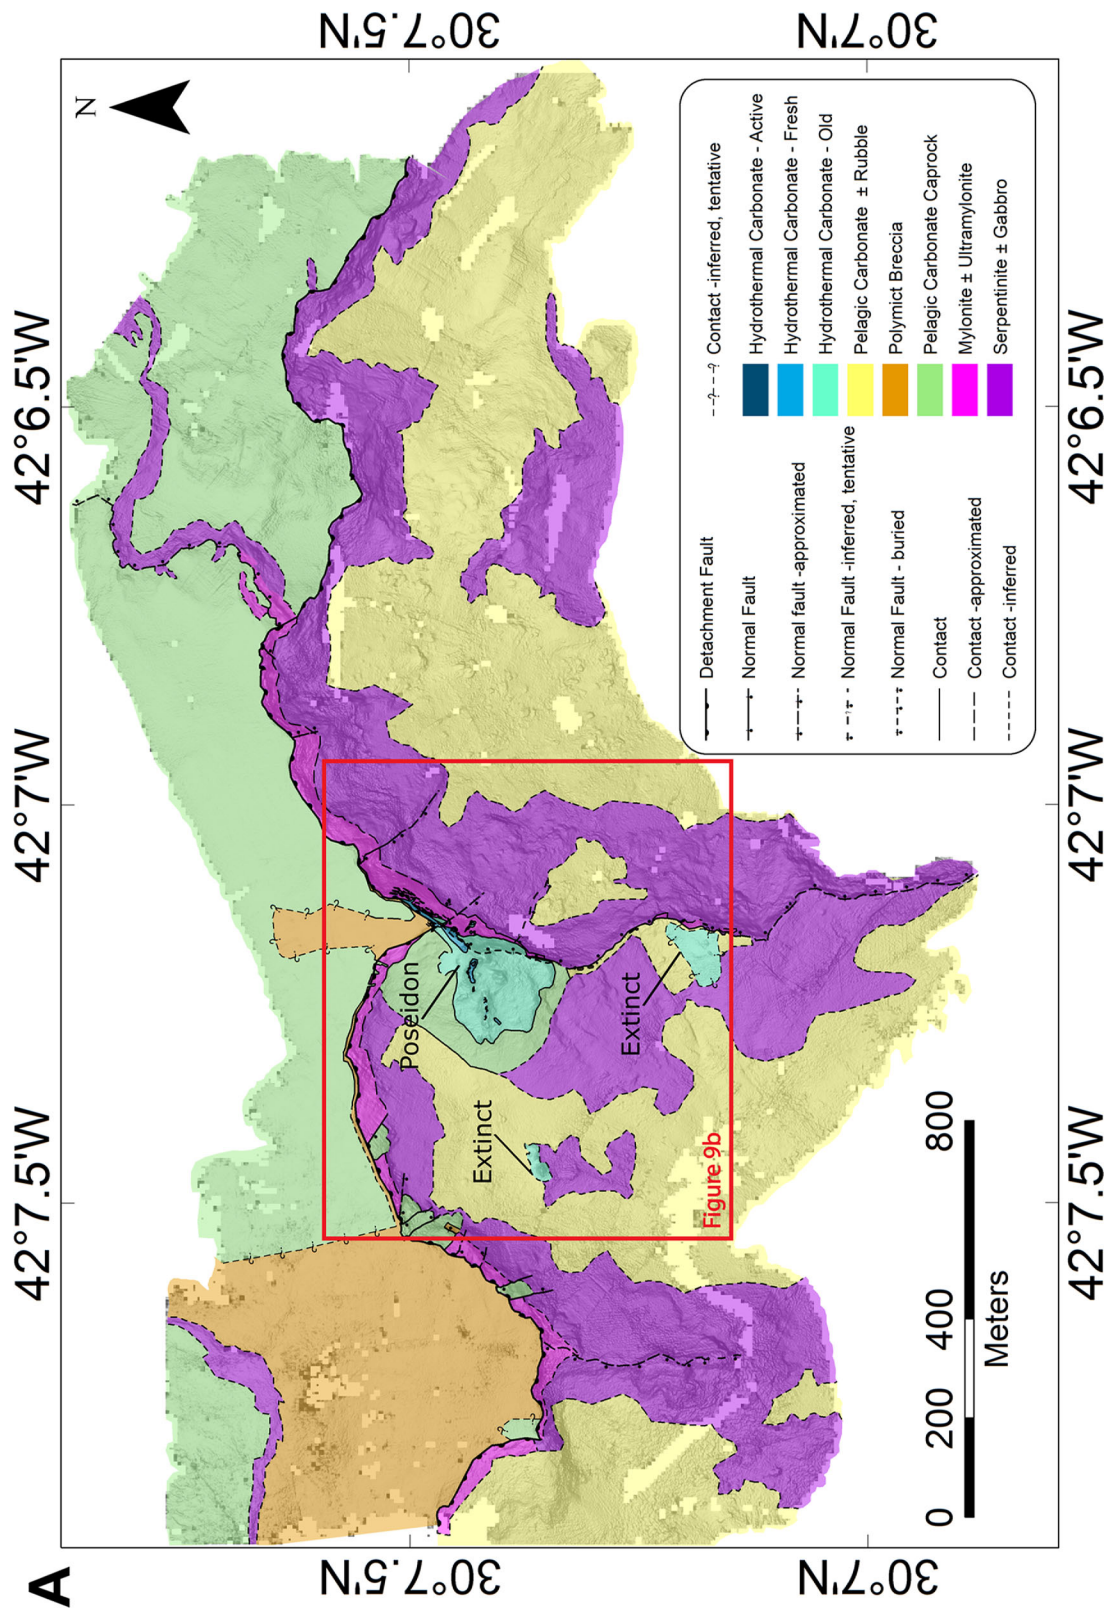 A
42°7.5'W
42°7'W
42°6.5'W
30°7.5'N
30°7.5'N
30°7'N
30°7'N
N
Poseidon
Extinct
Extinct
Figure 9b
0 200 400 800
Meters
Detachment Fault
Normal Fault
Normal fault -approximated
Normal Fault -inferred, tentative
Normal Fault - buried
Contact
Contact -approximated
Contact -inferred
Contact -inferred, tentative
Hydrothermal Carbonate - Active
Hydrothermal Carbonate - Fresh
Hydrothermal Carbonate - Old
Pelagic Carbonate ± Rubble
Polymict Breccia
Pelagic Carbonate Caprock
Mylonite ± Ultramylonite
Serpentinite ± Gabbro
42°7.5'W
42°7'W
42°6.5'W